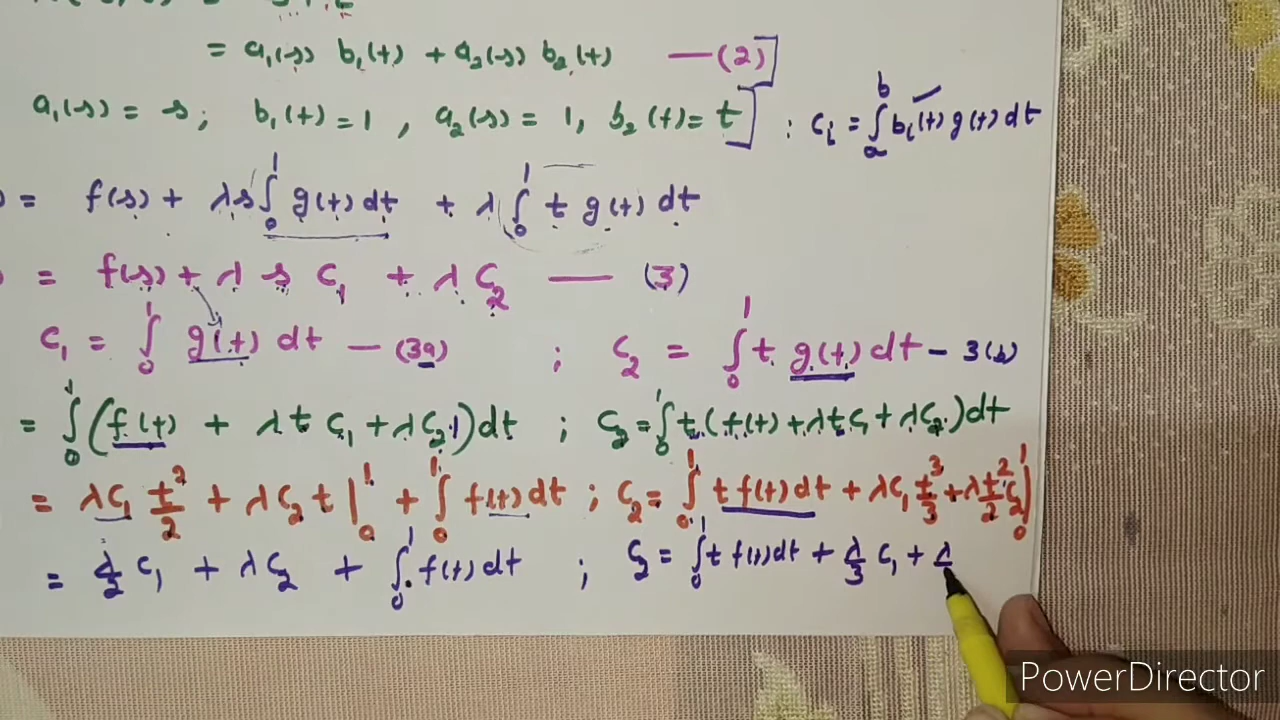 = a₁(s) b₁(t) + a₂(s) b₂(t) —(2)]
a₁(s) = s ; b₁(t) = 1 , a₂(s) = 1, b₂(t) = t] : cᵢ = ∫ₐᵇ bᵢ(t) g(t) dt
= f(s) + λs ∫₀¹ g(t) dt + λ ∫₀¹ t g(t) dt
= f(s) + λ s c₁ + λ c₂ —— (3)
c₁ = ∫₀¹ g(t) dt — (3a) ; c₂ = ∫₀¹ t g(t) dt – 3(b)
= ∫₀¹ (f(t) + λ t c₁ + λ c₂.1) dt ; c₂ = ∫₀¹ t.(f(t) + λ t c₁ + λ c₂.) dt
= λ c₁ t²/2 + λ c₂ t |₀¹ + ∫₀¹ f(t) dt ; c₂ = ∫₀¹ t f(t) dt + λ c₁ t³/3 + λ t²/2 c₂ |₀¹
= λ/2 c₁ + λ c₂ + ∫₀¹ f(t) dt ; c₂ = ∫₀¹ t f(t) dt + λ/3 c₁ + λ
PowerDirector